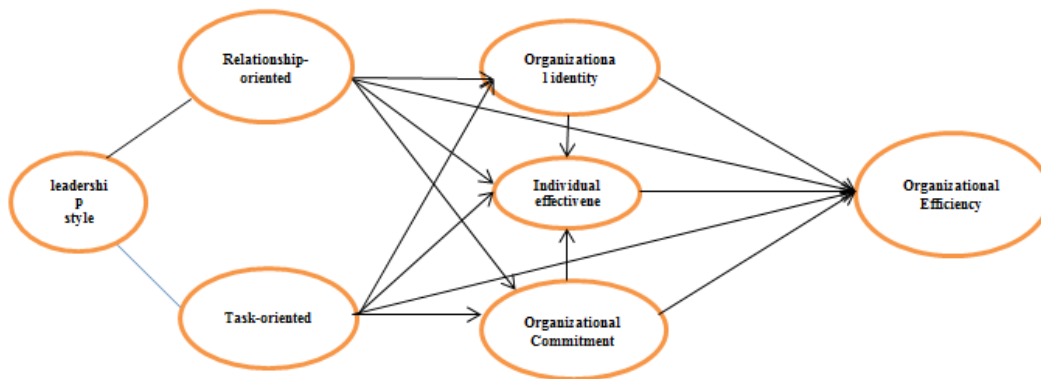 Relationship-
oriented
Organizationa
l identity
leadershi
p
style
Individual
effectivene
Organizational
Efficiency
Task-oriented
Organizational
Commitment